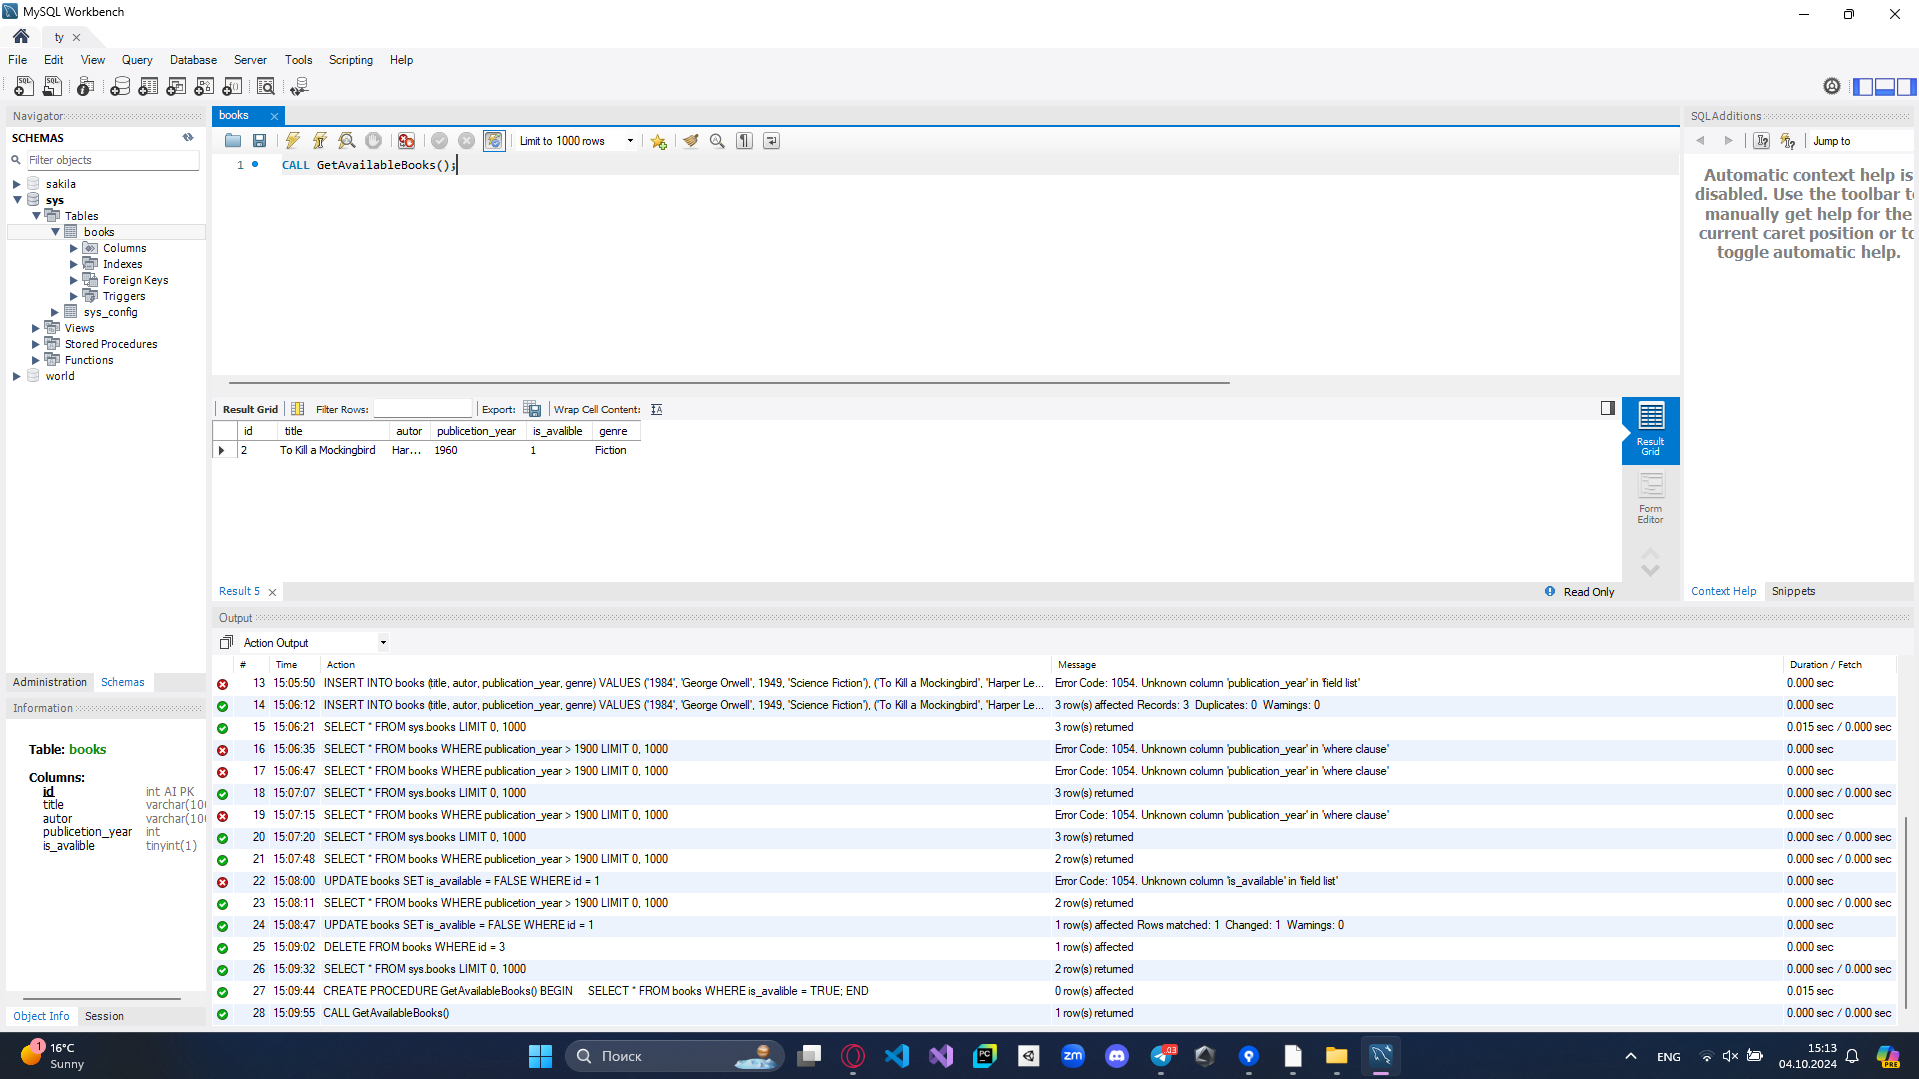 MySQL Workbench
ty
File Edit View Query Database Server Tools Scripting Help
Navigator
SCHEMAS
Filter objects
sakila
sys
Tables
books
Columns
Indexes
Foreign Keys
Triggers
sys_config
Views
Stored Procedures
Functions
world
Administration Schemas
Information
Table: books
Columns:
id int AI PK
title varchar(10
autor varchar(10
publicetion_year int
is_avalible tinyint(1)
Object Info Session
books
Limit to 1000 rows
1 CALL GetAvailableBooks();
Result Grid Filter Rows: Export: Wrap Cell Content:
id title autor publicetion_year is_avalible genre
2 To Kill a Mockingbird Har... 1960 1 Fiction
Result Grid
Form Editor
Result 5
Read Only
SQLAdditions
Jump to
Automatic context help is
disabled. Use the toolbar t
manually get help for the
current caret position or to
toggle automatic help.
Context Help Snippets
Output
Action Output
# Time Action Message Duration / Fetch
13 15:05:50 INSERT INTO books (title, autor, publication_year, genre) VALUES ('1984', 'George Orwell', 1949, 'Science Fiction'), ('To Kill a Mockingbird', 'Harper Le... Error Code: 1054. Unknown column 'publication_year' in 'field list' 0.000 sec
14 15:06:12 INSERT INTO books (title, autor, publicetion_year, genre) VALUES ('1984', 'George Orwell', 1949, 'Science Fiction'), ('To Kill a Mockingbird', 'Harper Le... 3 row(s) affected Records: 3 Duplicates: 0 Warnings: 0 0.000 sec
15 15:06:21 SELECT * FROM sys.books LIMIT 0, 1000 3 row(s) returned 0.015 sec / 0.000 sec
16 15:06:35 SELECT * FROM books WHERE publication_year > 1900 LIMIT 0, 1000 Error Code: 1054. Unknown column 'publication_year' in 'where clause' 0.000 sec
17 15:06:47 SELECT * FROM books WHERE publication_year > 1900 LIMIT 0, 1000 Error Code: 1054. Unknown column 'publication_year' in 'where clause' 0.000 sec
18 15:07:07 SELECT * FROM sys.books LIMIT 0, 1000 3 row(s) returned 0.000 sec / 0.000 sec
19 15:07:15 SELECT * FROM books WHERE publication_year > 1900 LIMIT 0, 1000 Error Code: 1054. Unknown column 'publication_year' in 'where clause' 0.000 sec
20 15:07:20 SELECT * FROM sys.books LIMIT 0, 1000 3 row(s) returned 0.000 sec / 0.000 sec
21 15:07:48 SELECT * FROM books WHERE publicetion_year > 1900 LIMIT 0, 1000 2 row(s) returned 0.000 sec / 0.000 sec
22 15:08:00 UPDATE books SET is_available = FALSE WHERE id = 1 Error Code: 1054. Unknown column 'is_available' in 'field list' 0.000 sec
23 15:08:11 SELECT * FROM books WHERE publicetion_year > 1900 LIMIT 0, 1000 2 row(s) returned 0.000 sec / 0.000 sec
24 15:08:47 UPDATE books SET is_avalible = FALSE WHERE id = 1 1 row(s) affected Rows matched: 1 Changed: 1 Warnings: 0 0.000 sec
25 15:09:02 DELETE FROM books WHERE id = 3 1 row(s) affected 0.000 sec
26 15:09:32 SELECT * FROM sys.books LIMIT 0, 1000 2 row(s) returned 0.000 sec / 0.000 sec
27 15:09:44 CREATE PROCEDURE GetAvailableBooks() BEGIN SELECT * FROM books WHERE is_avalible = TRUE; END 0 row(s) affected 0.015 sec
28 15:09:55 CALL GetAvailableBooks() 1 row(s) returned 0.000 sec / 0.000 sec
1 16°C
Sunny
Поиск
PC
zm
03
ENG
15:13
04.10.2024
PRE